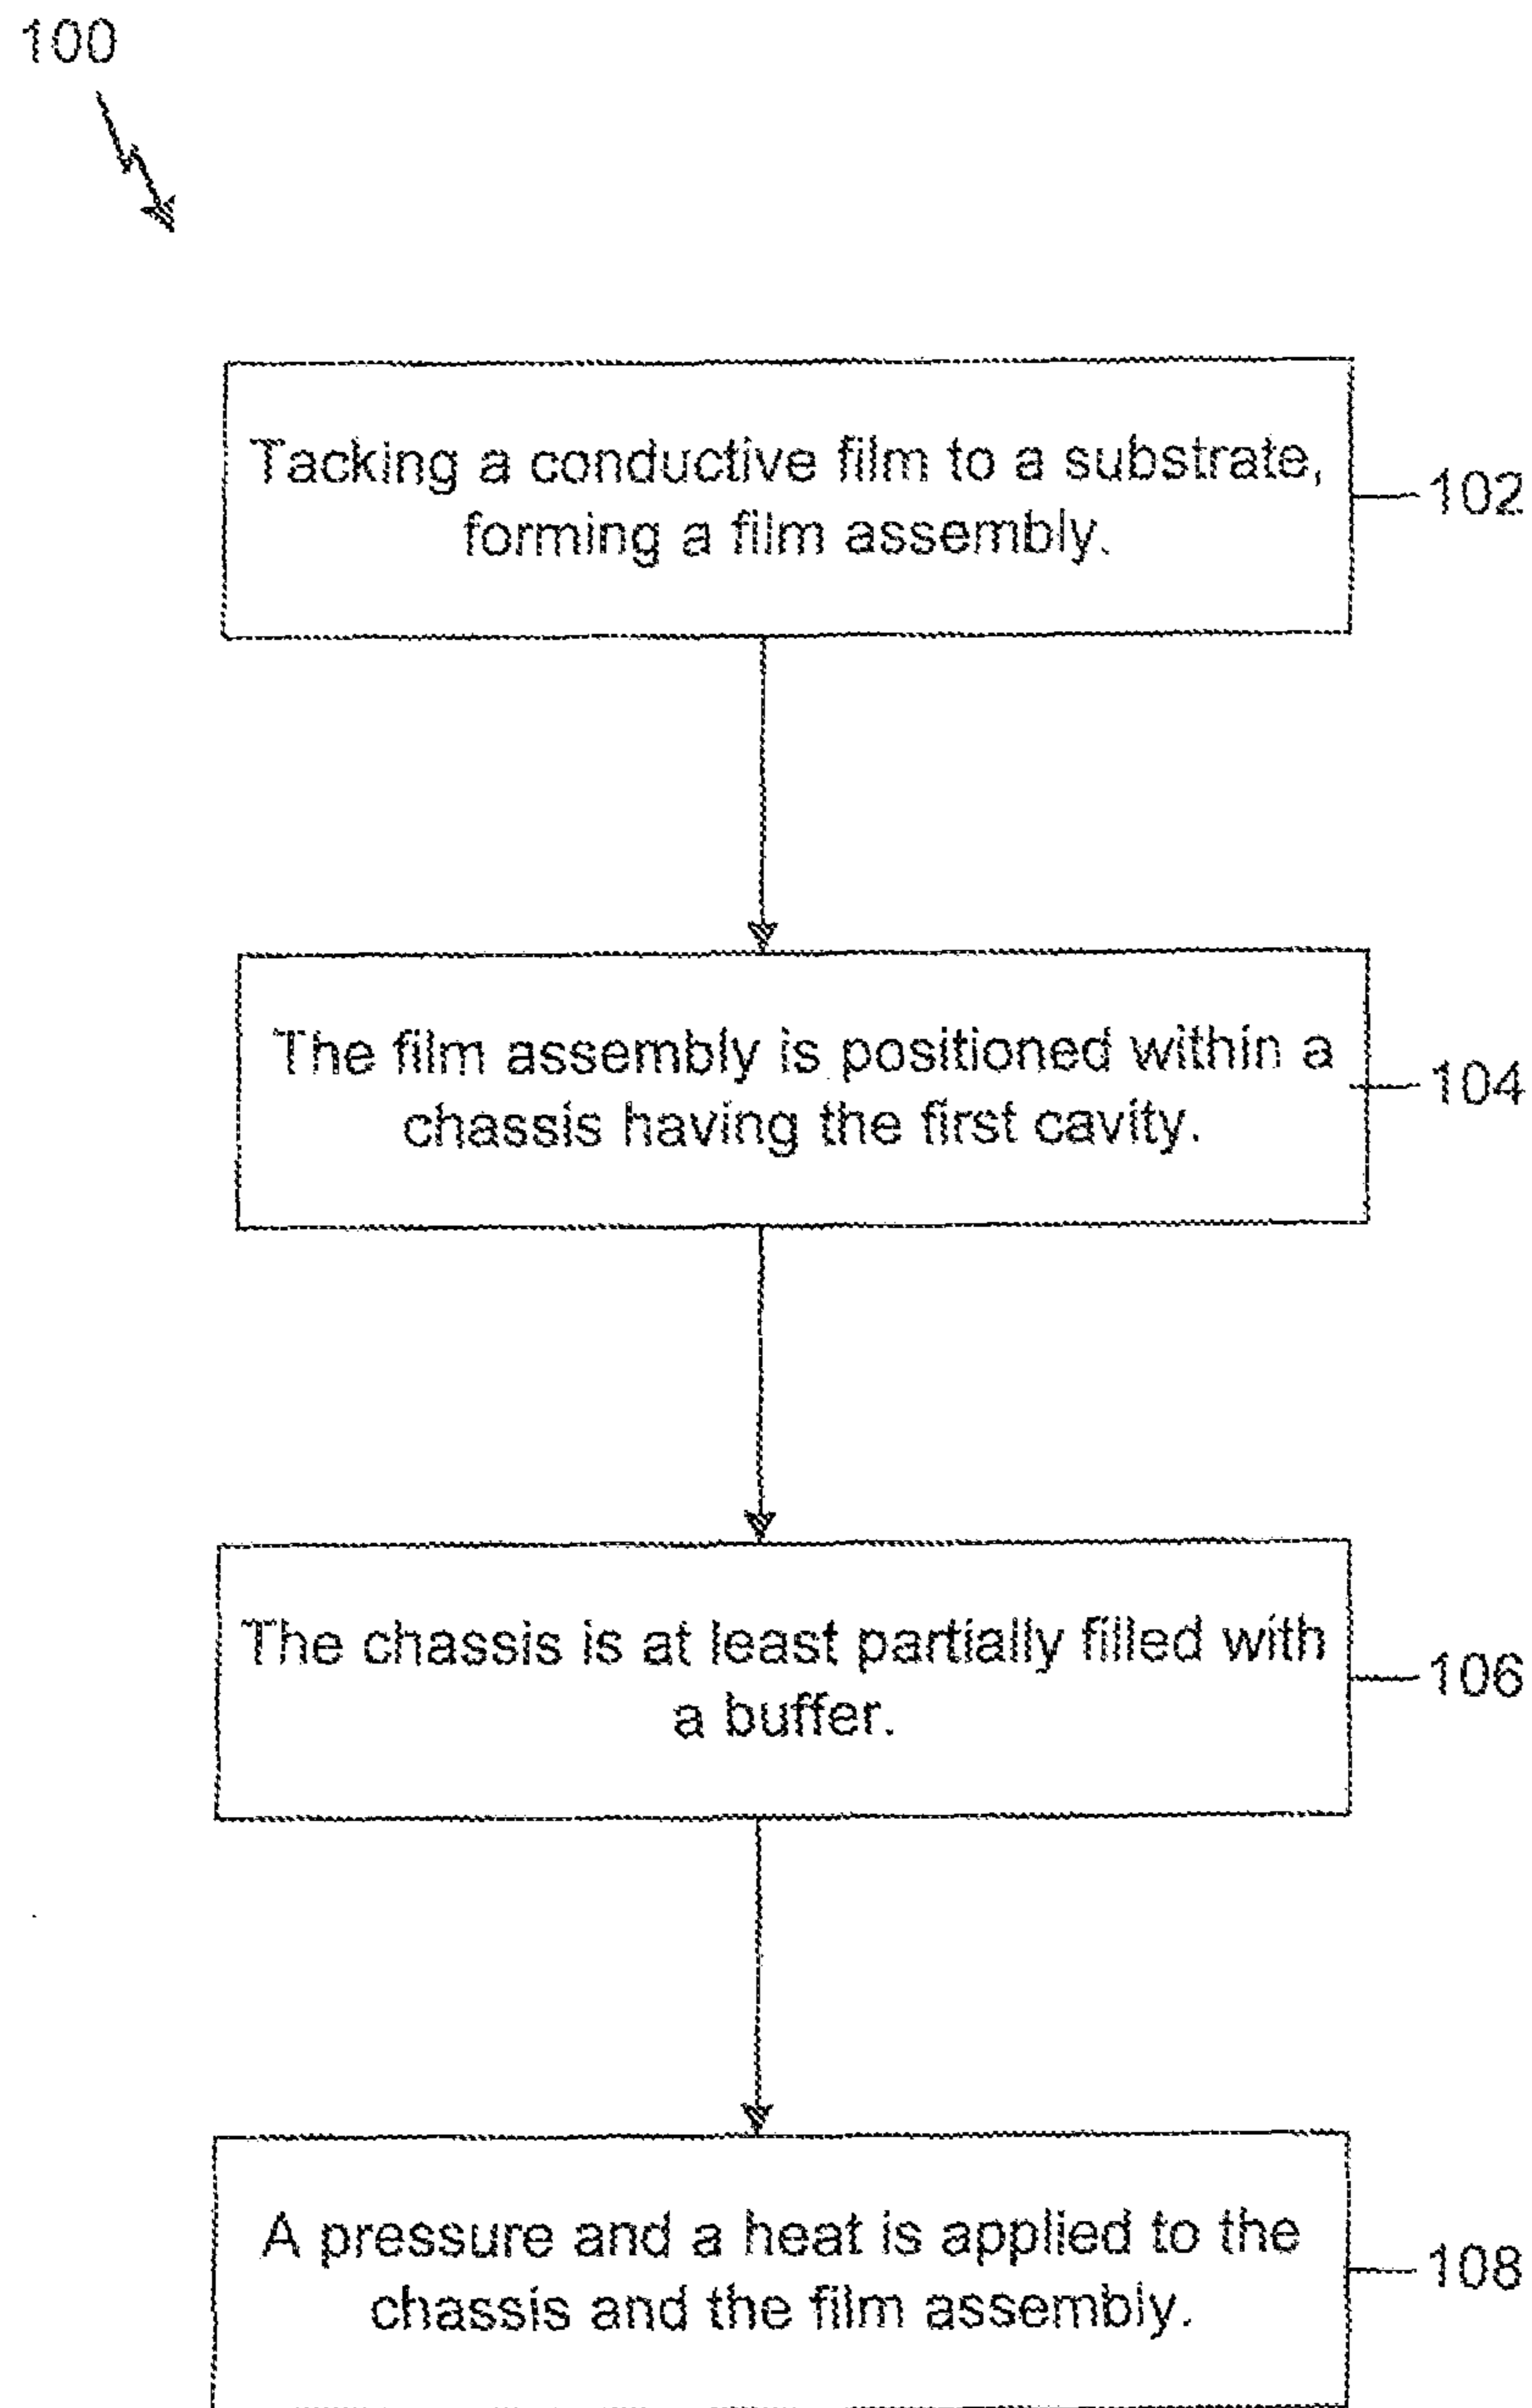 100
Tacking a conductive film to a substrate,
forming a film assembly.
102
The film assembly is positioned within a
chassis having the first cavity.
104
The chassis is at least partially filled with
a buffer.
106
A pressure and a heat is applied to the
chassis and the film assembly.
108